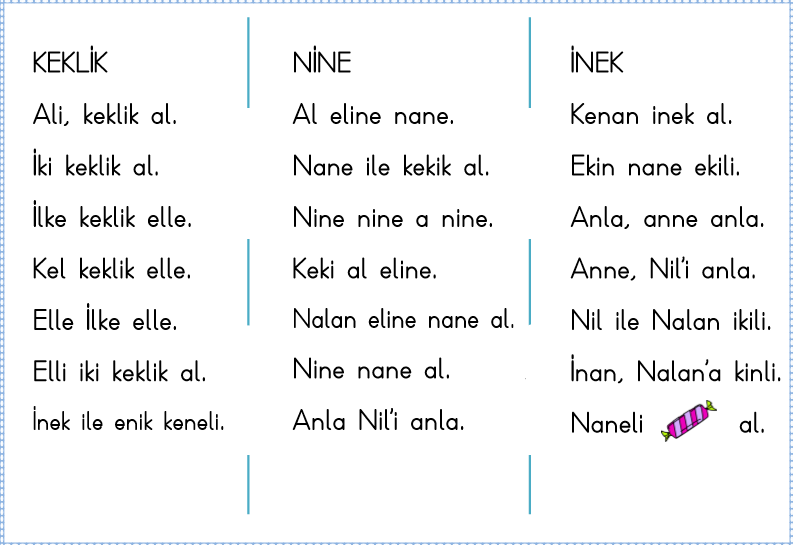 KEKLİK
Ali, keklik al.
İki keklik al.
İlke keklik elle.
Kel keklik elle.
Elle İlke elle.
Elli iki keklik al.
İnek ile enik keneli.
NİNE
Al eline nane.
Nane ile kekik al.
Nine nine a nine.
Keki al eline.
Nalan eline nane al.
Nine nane al.
Anla Nil'i anla.
İNEK
Kenan inek al.
Ekin nane ekili.
Anla, anne anla.
Anne, Nil'i anla.
Nil ile Nalan ikili.
İnan, Nalan'a kinli.
Naneli al.